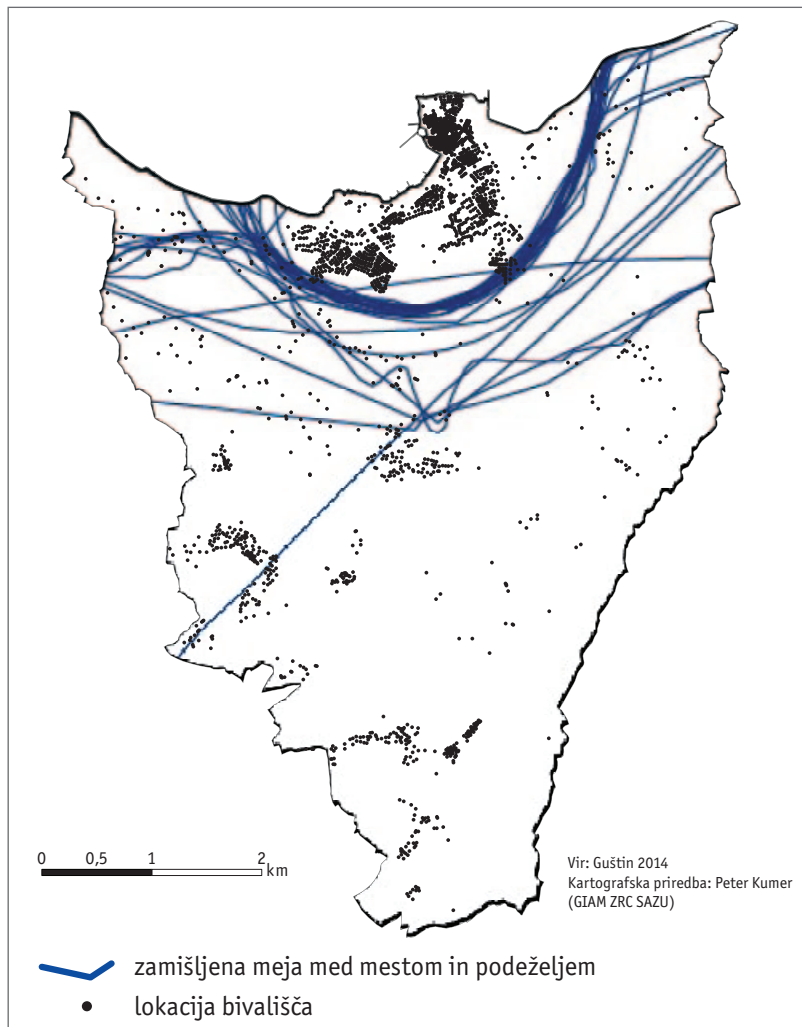 0 0,5 1 2
km
Vir: Guštin 2014
Kartografska priredba: Peter Kumer
(GIAM ZRC SAZU)
zamišljena meja med mestom in podeželjem
lokacija bivališča